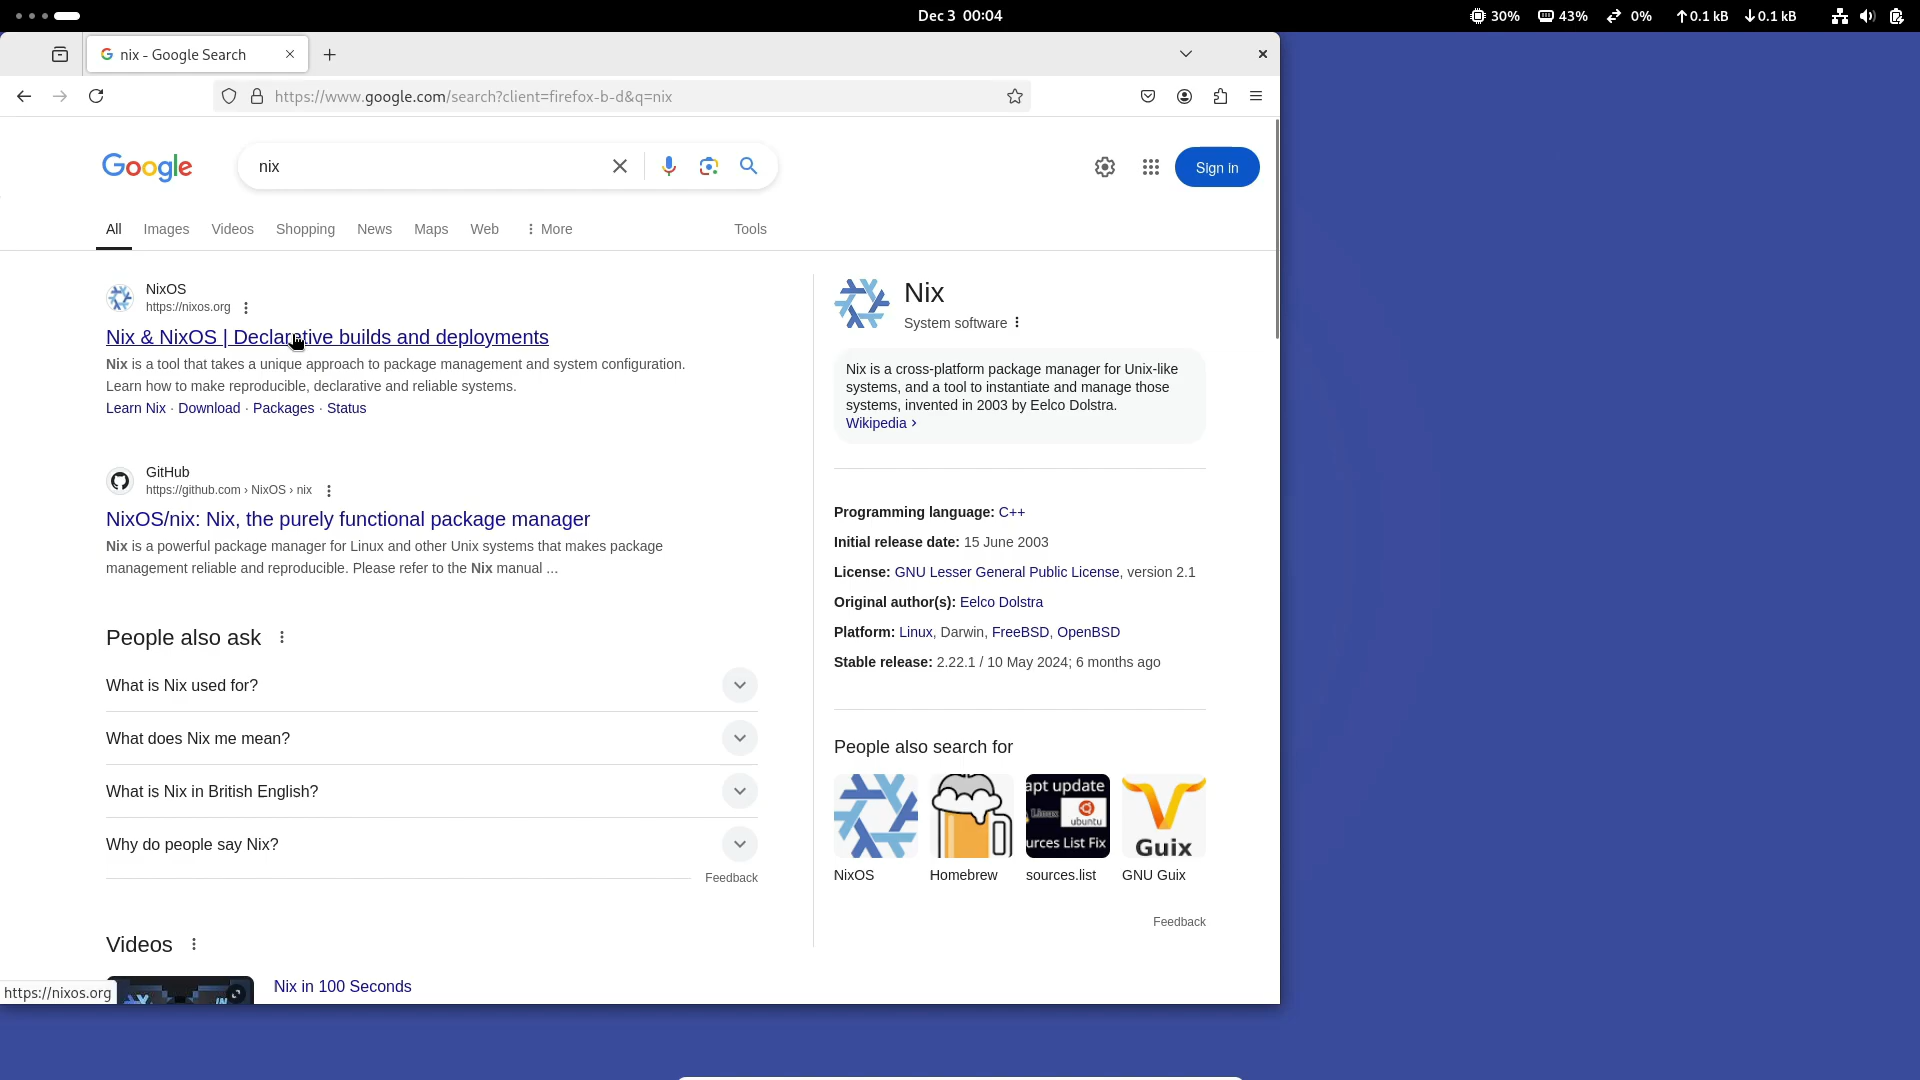 Dec 3 00:04
30% 43% 0% 0.1 kB 0.1 kB
nix - Google Search
https://www.google.com/search?client=firefox-b-d&q=nix
Google
nix
Sign in
All Images Videos Shopping News Maps Web More Tools
NixOS
https://nixos.org
Nix & NixOS | Declarative builds and deployments
Nix is a tool that takes a unique approach to package management and system configuration.
Learn how to make reproducible, declarative and reliable systems.
Learn Nix · Download · Packages · Status
GitHub
https://github.com › NixOS › nix
NixOS/nix: Nix, the purely functional package manager
Nix is a powerful package manager for Linux and other Unix systems that makes package
management reliable and reproducible. Please refer to the Nix manual ...
People also ask
What is Nix used for?
What does Nix me mean?
What is Nix in British English?
Why do people say Nix?
Feedback
Videos
Nix in 100 Seconds
https://nixos.org
Nix
System software
Nix is a cross-platform package manager for Unix-like
systems, and a tool to instantiate and manage those
systems, invented in 2003 by Eelco Dolstra.
Wikipedia ›
Programming language: C++
Initial release date: 15 June 2003
License: GNU Lesser General Public License, version 2.1
Original author(s): Eelco Dolstra
Platform: Linux, Darwin, FreeBSD, OpenBSD
Stable release: 2.22.1 / 10 May 2024; 6 months ago
People also search for
apt update
Linux
ubuntu
urces List Fix
Guix
NixOS Homebrew sources.list GNU Guix
Feedback